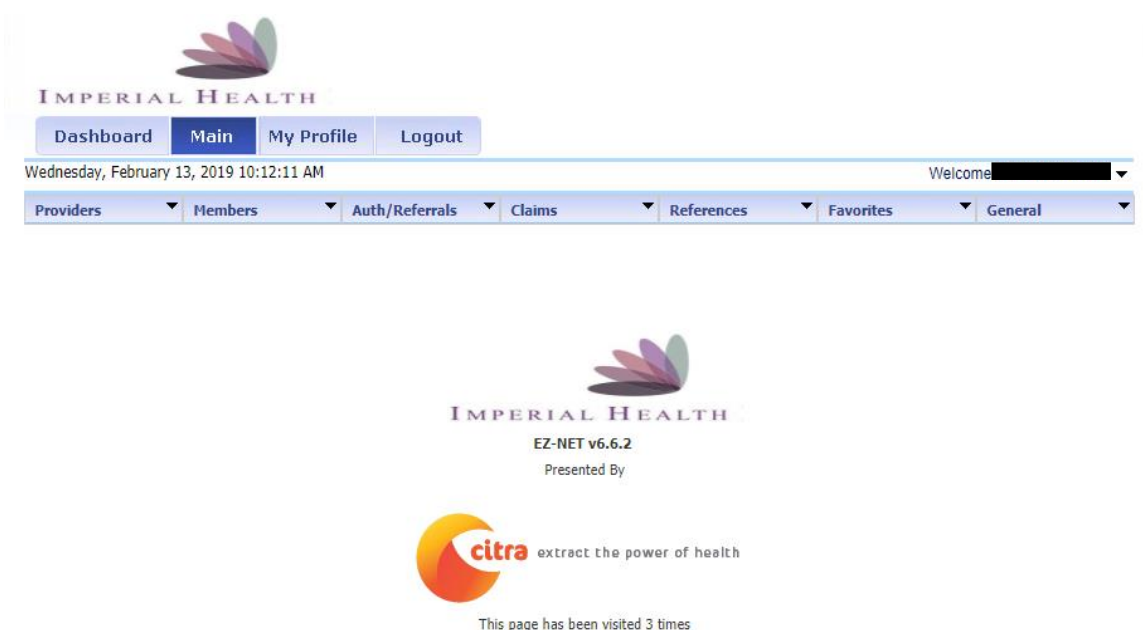 IMPERIAL HEALTH
Dashboard Main My Profile Logout
Wednesday, February 13, 2019 10:12:11 AM Welcome
Providers Members Auth/Referrals Claims References Favorites General
IMPERIAL HEALTH
EZ-NET v6.6.2
Presented By
citra extract the power of health
This page has been visited 3 times